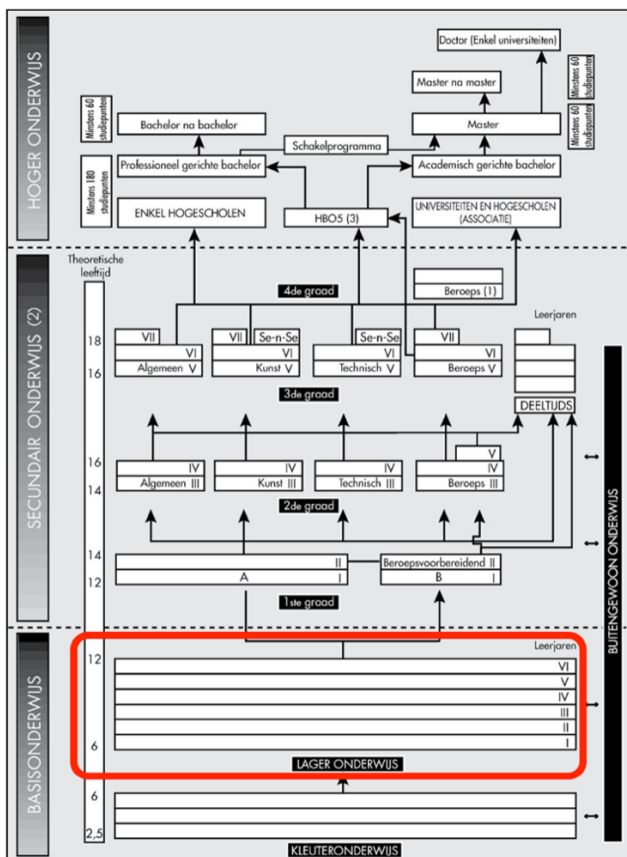 HOGER ONDERWIJS
Doctor (Enkel universiteiten)
Minstens 60 studiepunten
Master na master
Minstens 60 studiepunten
Bachelor na bachelor
Master
Minstens 60 studiepunten
Schakelprogramma
Minstens 180 studiepunten
Professioneel gerichte bachelor
Academisch gerichte bachelor
ENKEL HOGESCHOLEN
HBO5 (3)
UNIVERSITEITEN EN HOGESCHOLEN
(ASSOCIATIE)
SECUNDAIR ONDERWIJS (2)
Theoretische
leeftijd
4de graad
Beroeps (1)
Leerjaren
18
VII
VII
Se-n-Se
Se-n-Se
VII
VI
VI
VI
VI
16
Algemeen V
Kunst V
Technisch V
Beroeps V
3de graad
DEELTIJDS
V
16
IV
IV
IV
IV
14
Algemeen III
Kunst III
Technisch III
Beroeps III
2de graad
14
II
Beroepsvoorbereidend II
12
A
I
B
I
1ste graad
BUITENGEWOON ONDERWIJS
BASISONDERWIJS
Leerjaren
12
VI
V
IV
III
II
6
I
LAGER ONDERWIJS
6
2,5
KLEUTERONDERWIJS